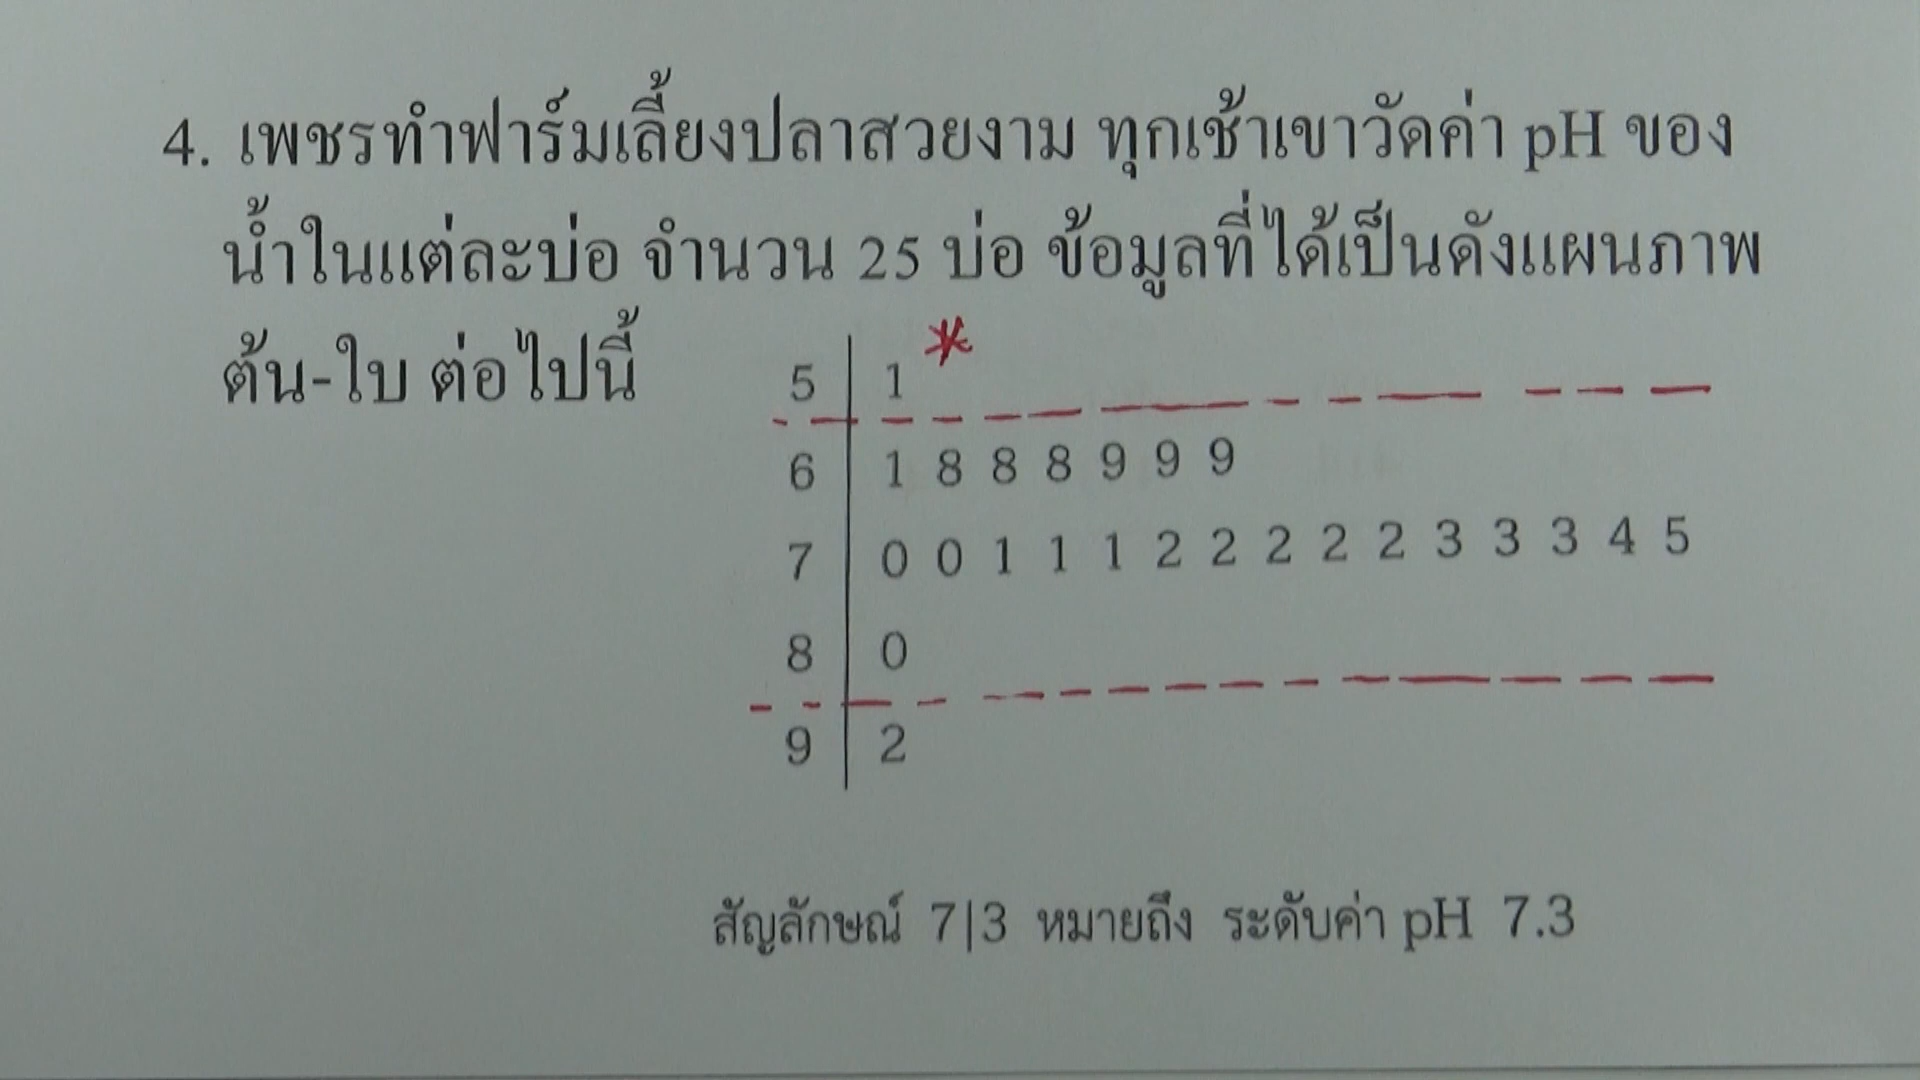 4. เพชรทำฟาร์มเลี้ยงปลาสวยงาม ทุกเช้าเขาวัดค่า pH ของ
น้ำในแต่ละบ่อ จำนวน 25 บ่อ ข้อมูลที่ได้เป็นดังแผนภาพ
ต้น-ใบ ต่อไปนี้
5 | 1 *
6 | 1 8 8 8 9 9 9
7 | 0 0 1 1 1 2 2 2 2 2 3 3 3 4 5
8 | 0
9 | 2
สัญลักษณ์ 7|3 หมายถึง ระดับค่า pH 7.3